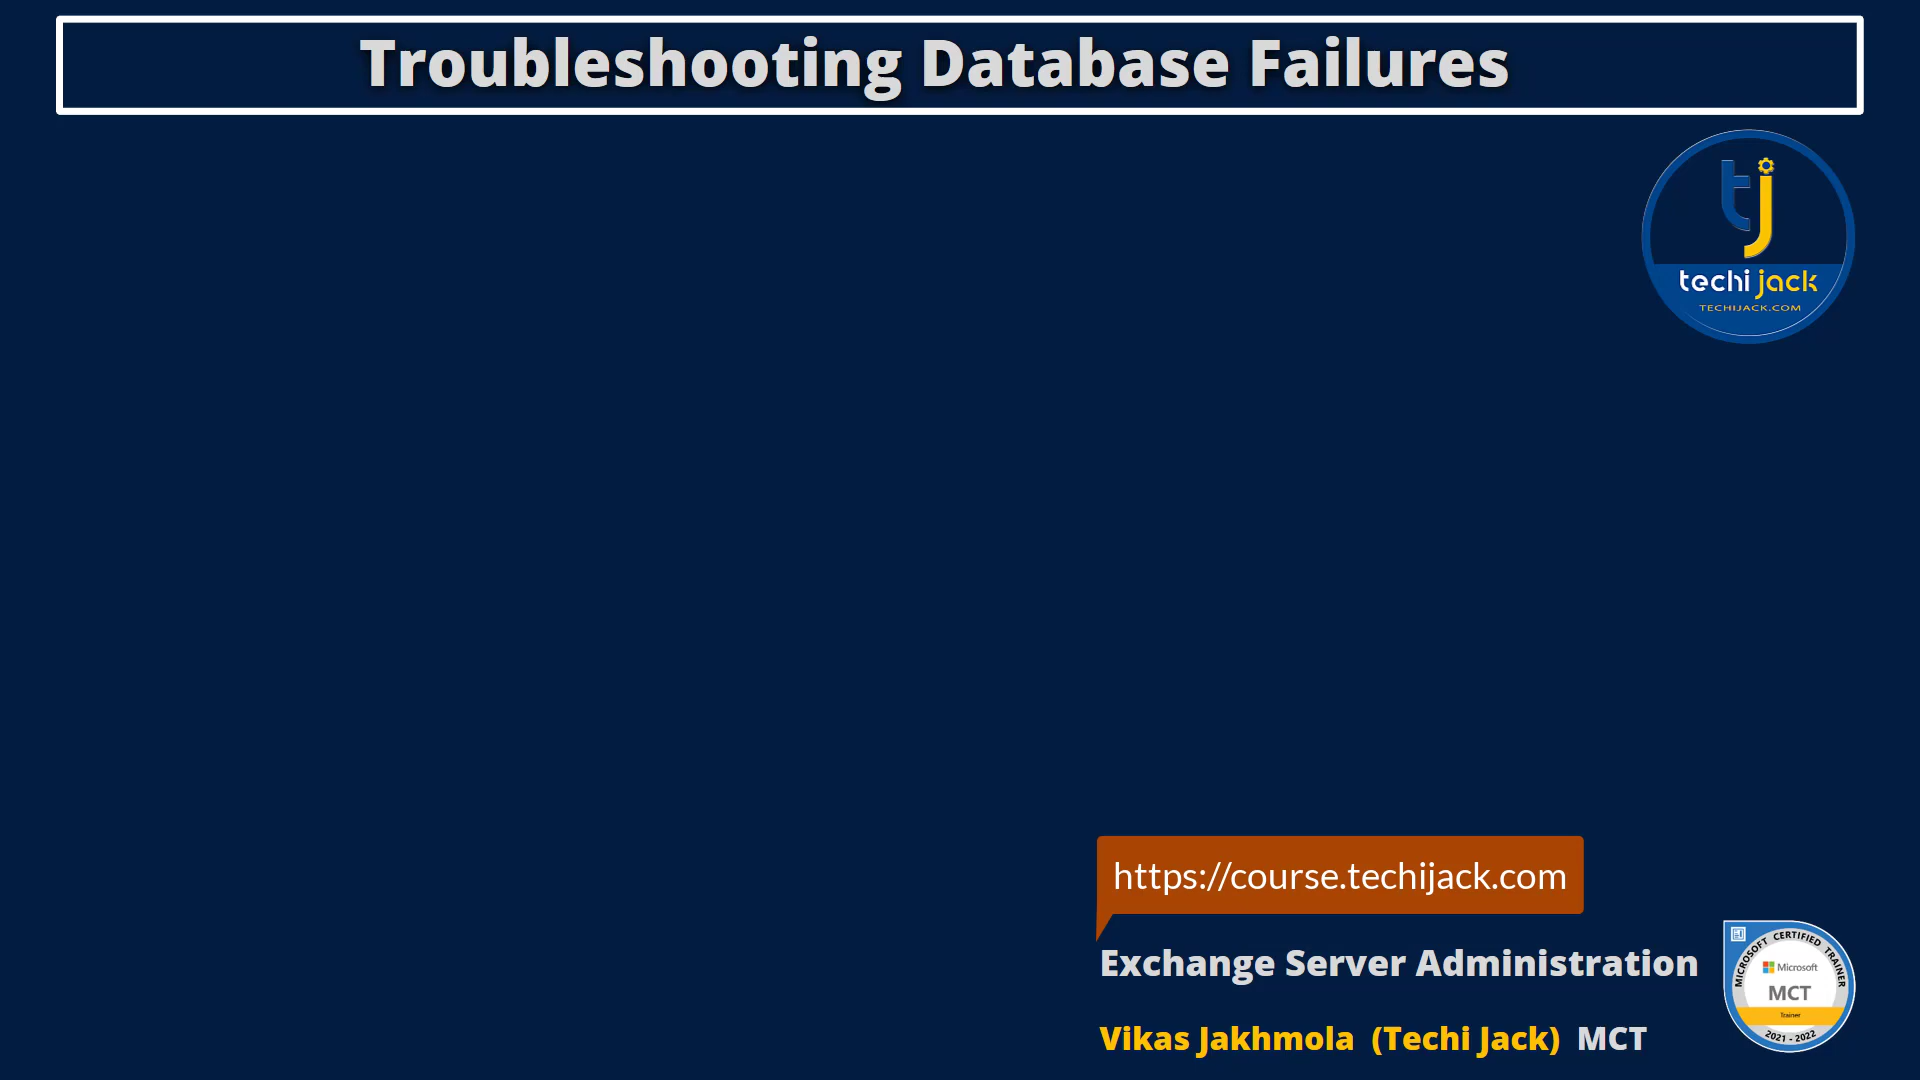 Troubleshooting Database Failures
tj
techi jack
TECHIJACK.COM
https://course.techijack.com
Exchange Server Administration
Vikas Jakhmola (Techi Jack) MCT
MICROSOFT CERTIFIED TRAINER
Microsoft
MCT
Trainer
2021 - 2022